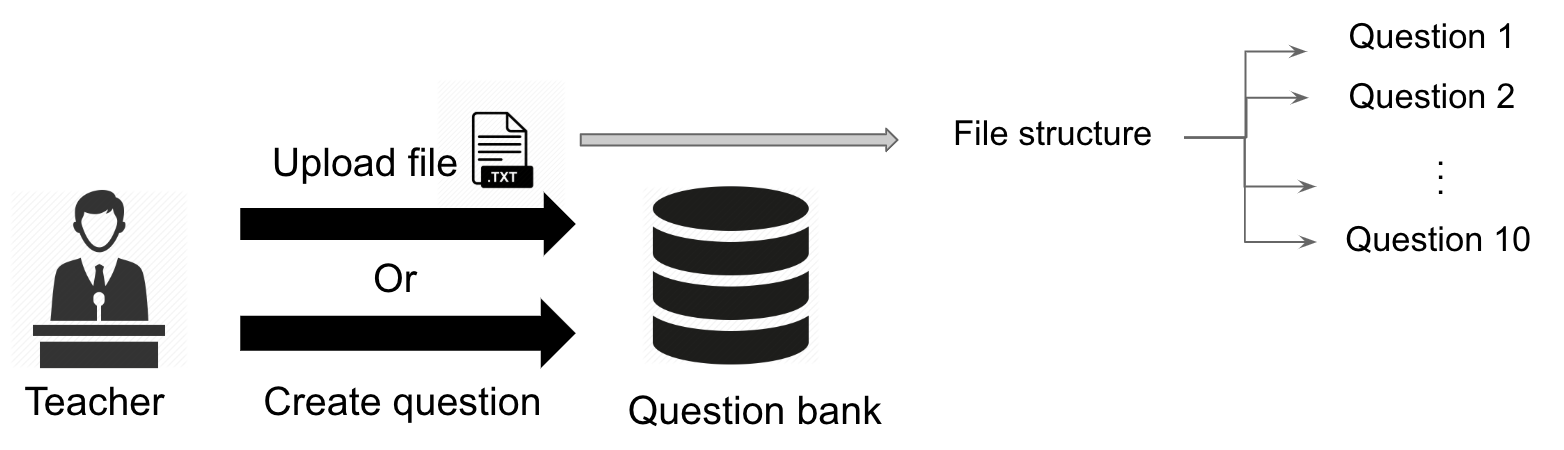 Upload file
.TXT
Or
Teacher
Create question
Question bank
File structure
Question 1
Question 2
⋮
Question 10